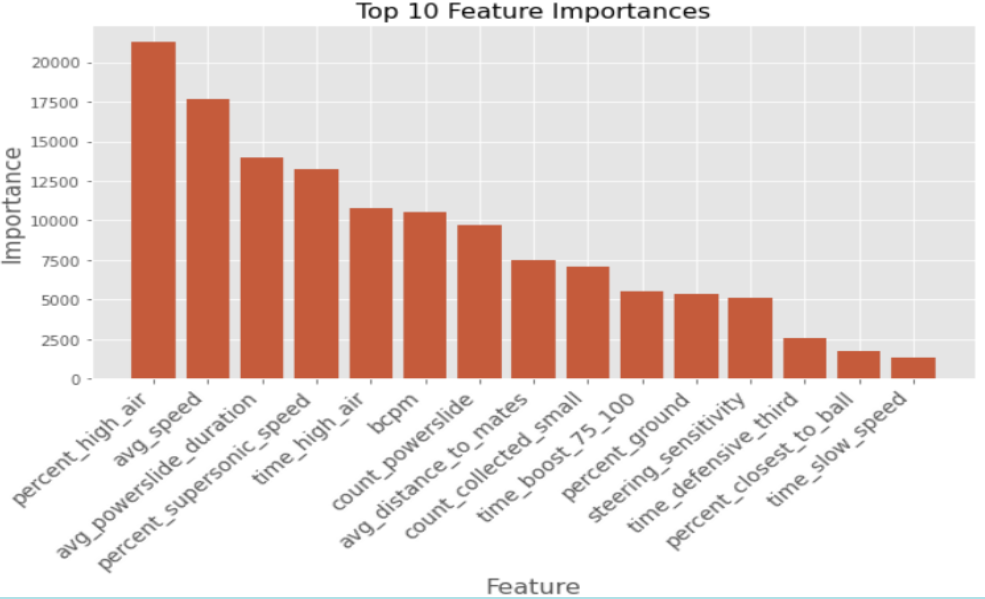 Top 10 Feature Importances
Importance
20000
17500
15000
12500
10000
7500
5000
2500
0
percent_high_air
avg_speed
avg_powerslide_duration
percent_supersonic_speed
time_high_air
bcpm
count_powerslide
avg_distance_to_mates
count_collected_small
time_boost_75_100
percent_ground
steering_sensitivity
time_defensive_third
percent_closest_to_ball
time_slow_speed
Feature